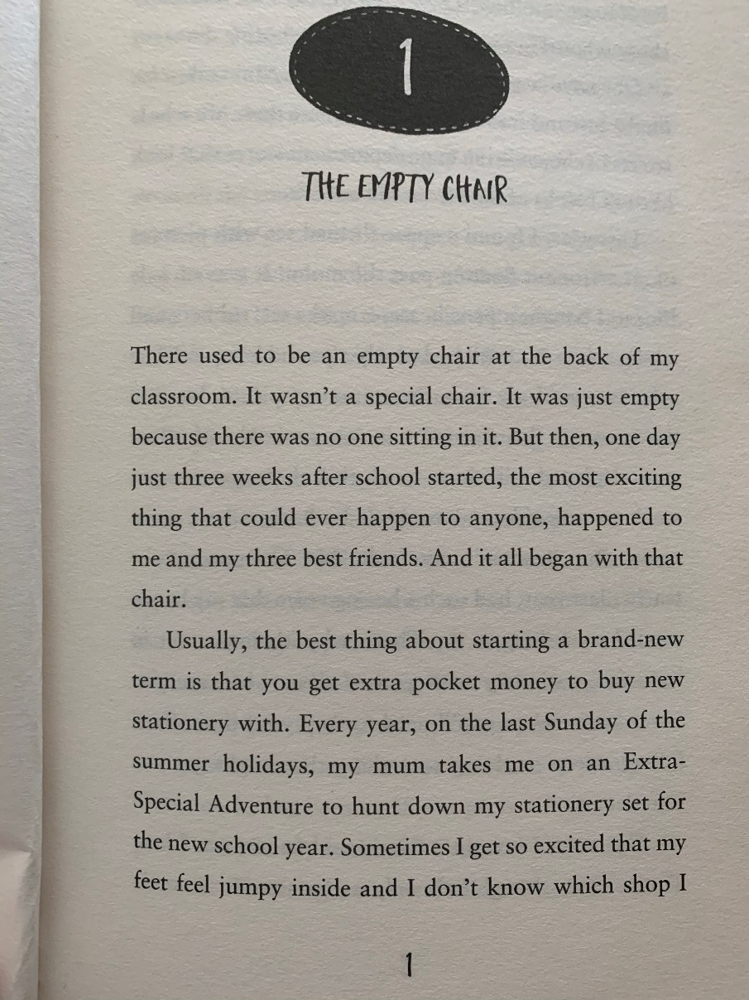 1
THE EMPTY CHAIR
There used to be an empty chair at the back of my
classroom. It wasn't a special chair. It was just empty
because there was no one sitting in it. But then, one day
just three weeks after school started, the most exciting
thing that could ever happen to anyone, happened to
me and my three best friends. And it all began with that
chair.
Usually, the best thing about starting a brand-new
term is that you get extra pocket money to buy new
stationery with. Every year, on the last Sunday of the
summer holidays, my mum takes me on an Extra-
Special Adventure to hunt down my stationery set for
the new school year. Sometimes I get so excited that my
feet feel jumpy inside and I don't know which shop I
1